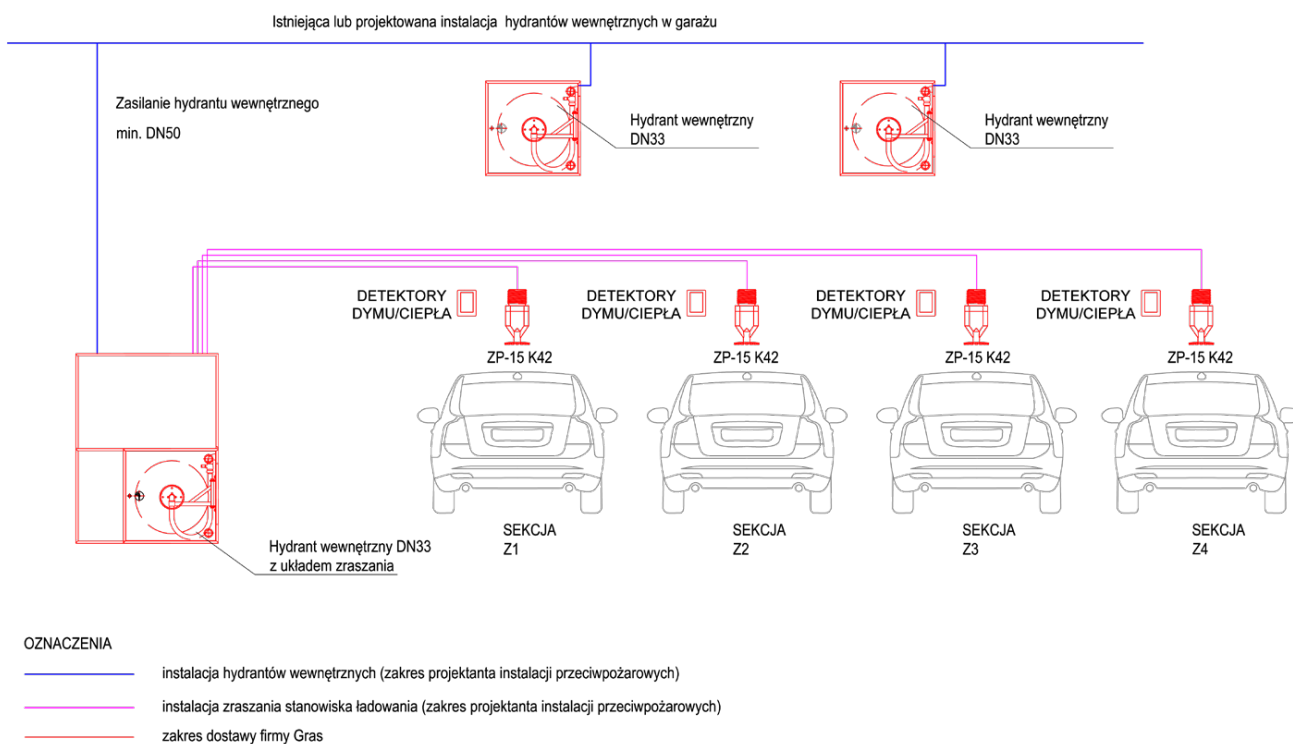 Istniejąca lub projektowana instalacja hydrantów wewnętrznych w garażu
Zasilanie hydrantu wewnętrznego
min. DN50
Hydrant wewnętrzny
DN33
Hydrant wewnętrzny
DN33
DETEKTORY
DYMU/CIEPŁA
DETEKTORY
DYMU/CIEPŁA
DETEKTORY
DYMU/CIEPŁA
DETEKTORY
DYMU/CIEPŁA
ZP-15 K42
ZP-15 K42
ZP-15 K42
ZP-15 K42
SEKCJA
Z1
SEKCJA
Z2
SEKCJA
Z3
SEKCJA
Z4
Hydrant wewnętrzny DN33
z układem zraszania
OZNACZENIA
instalacja hydrantów wewnętrznych (zakres projektanta instalacji przeciwpożarowych)
instalacja zraszania stanowiska ładowania (zakres projektanta instalacji przeciwpożarowych)
zakres dostawy firmy Gras